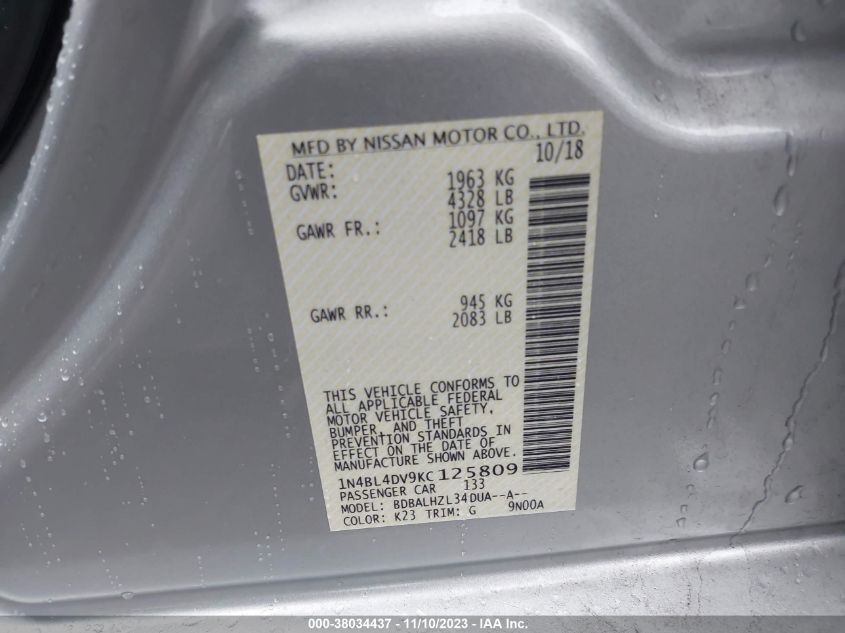 MFD BY NISSAN MOTOR CO., LTD.
DATE: 10/18
GVWR: 1963 KG
4328 LB
GAWR FR.: 1097 KG
2418 LB
GAWR RR.: 945 KG
2083 LB
THIS VEHICLE CONFORMS TO
ALL APPLICABLE FEDERAL
MOTOR VEHICLE SAFETY,
BUMPER, AND THEFT
PREVENTION STANDARDS IN
EFFECT ON THE DATE OF
MANUFACTURE SHOWN ABOVE.
1N4BL4DV9KC125809
PASSENGER CAR 133
MODEL: BDBALHZL34DUA--A--
COLOR: K23 TRIM: G 9N00A
000-38034437 - 11/10/2023 - IAA Inc.